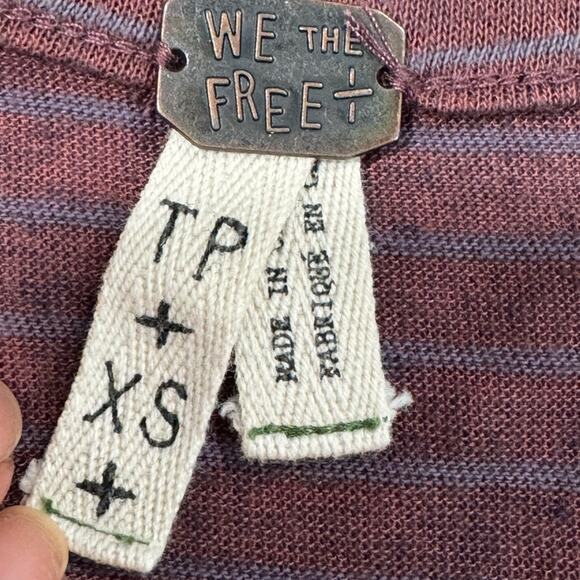 WE THE
FREE
TP
+
XS
+
MADE IN
FABRIQUÉ EN